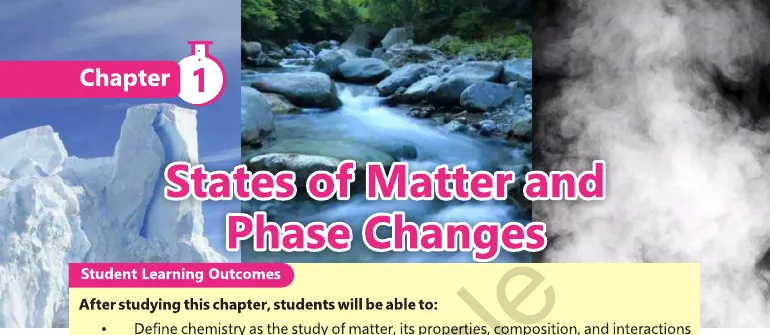 Chapter 1
States of Matter and
Phase Changes
Student Learning Outcomes
After studying this chapter, students will be able to:
• Define chemistry as the study of matter, its properties, composition, and interactions